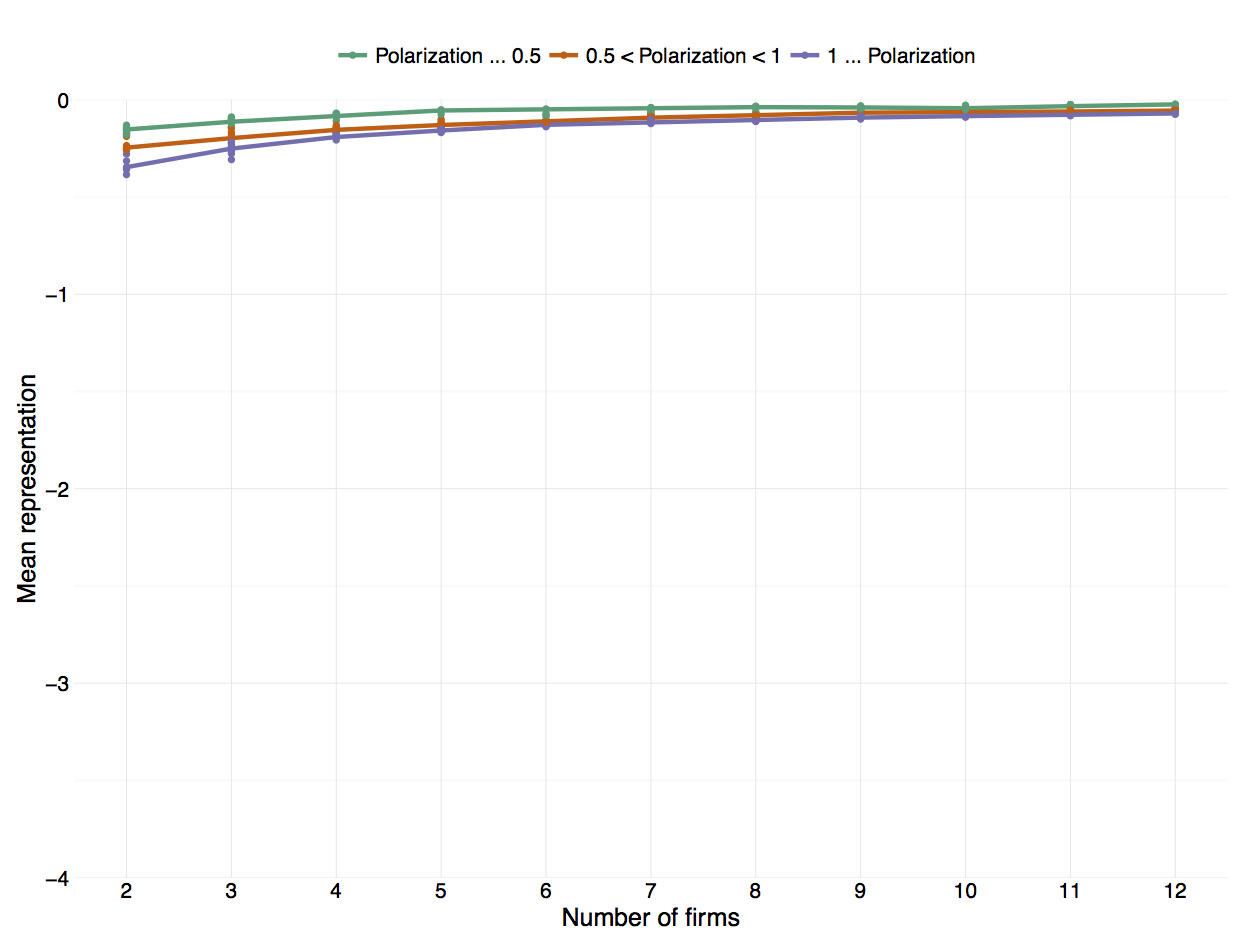 Polarization ... 0.5 0.5 < Polarization < 1 1 ... Polarization
0
−1
−2
−3
−4
Mean representation
2 3 4 5 6 7 8 9 10 11 12
Number of firms